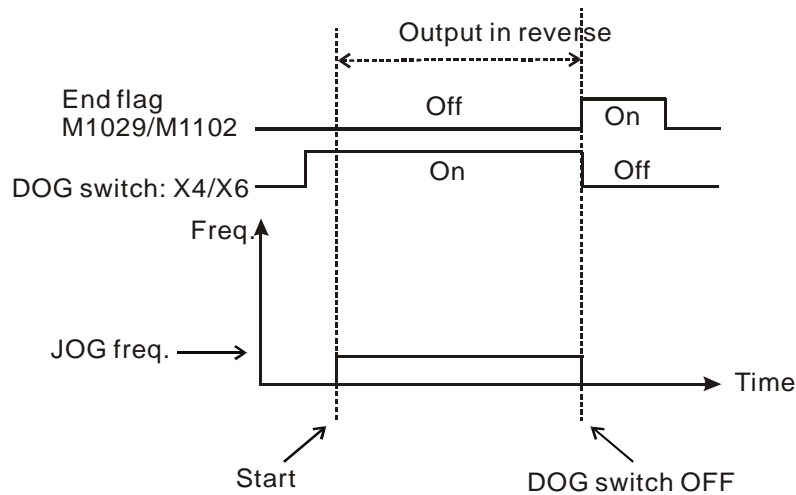 Output in reverse
End flag
M1029/M1102
Off
On
DOG switch: X4/X6
On
Off
Freq.
JOG freq.
Time
Start
DOG switch OFF